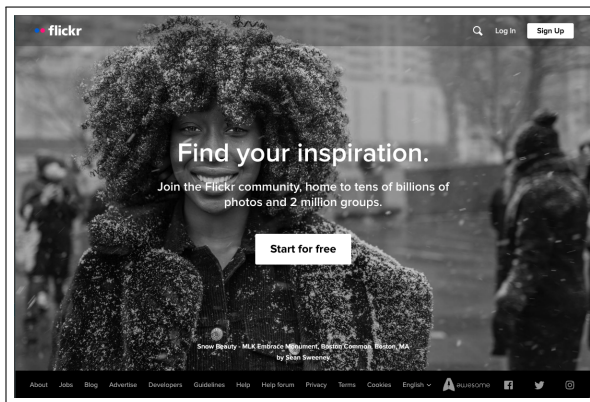 flickr
Log In
Sign Up
Find your inspiration.
Join the Flickr community, home to tens of billions of
photos and 2 million groups.
Start for free
Snow Beauty - MLK Embrace Monument, Boston Common, Boston, MA
by Sean Sweeney
About Jobs Blog Advertise Developers Guidelines Help Help forum Privacy Terms Cookies English awesome